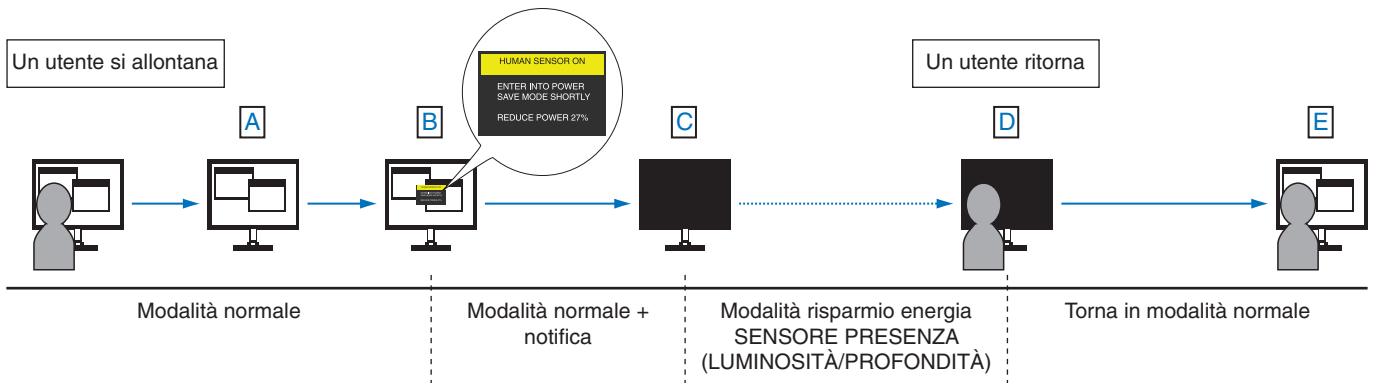 Un utente si allontana
HUMAN SENSOR ON
ENTER INTO POWER
SAVE MODE SHORTLY
REDUCE POWER 27%
Un utente ritorna
A
B
C
D
E
Modalità normale
Modalità normale +
notifica
Modalità risparmio energia
SENSORE PRESENZA
(LUMINOSITÀ/PROFONDITÀ)
Torna in modalità normale